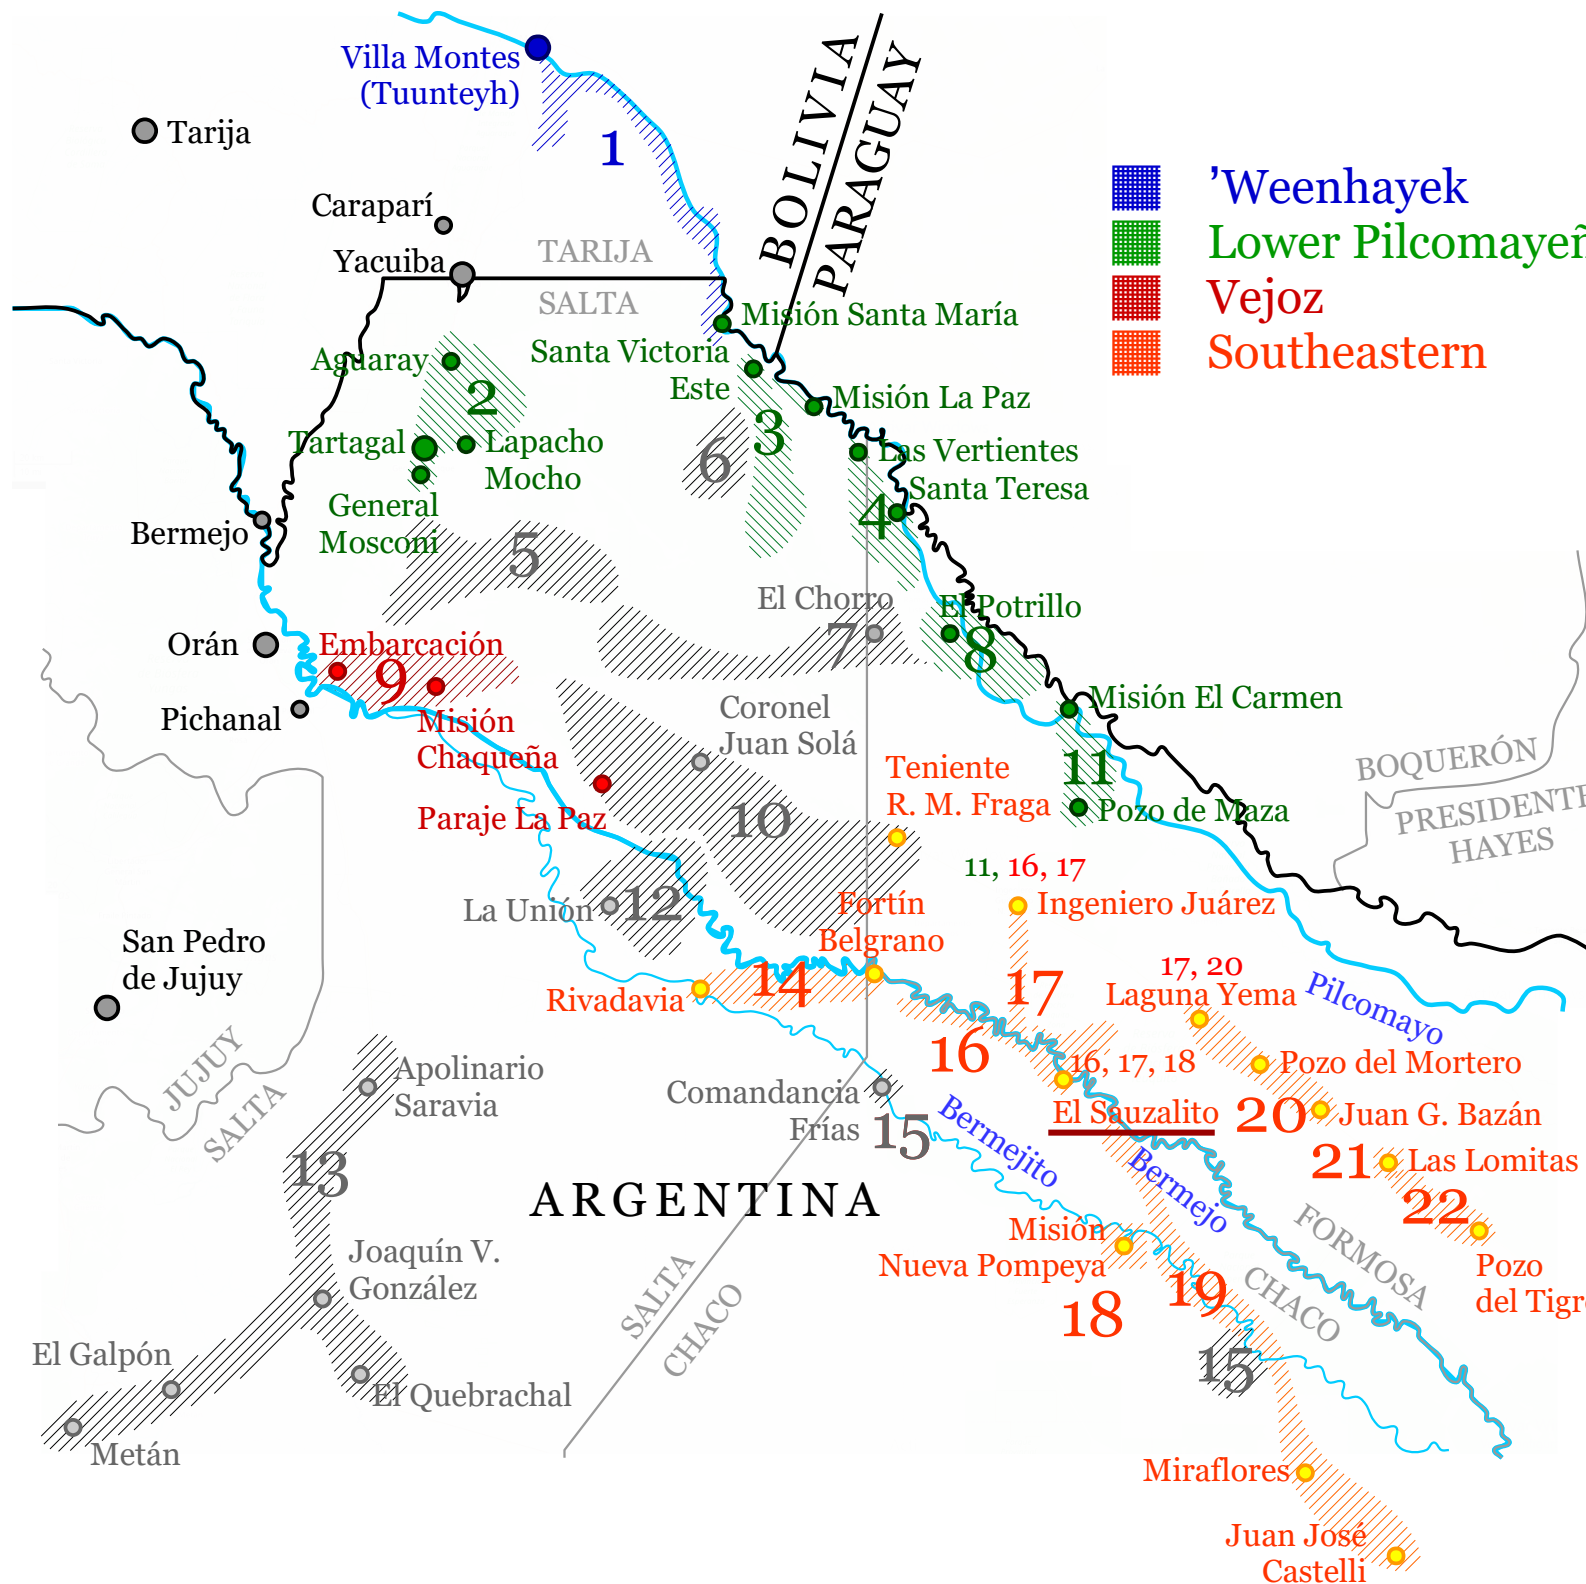 Villa Montes
(Tuunteyh)
1
Tarija
Caraparí
Yacuiba
TARIJA
SALTA
BOLIVIA
PARAGUAY
’Weenhayek
Lower Pilcomayeñ
Vejoz
Southeastern
Misión Santa María
Santa Victoria
Este
Aguaray
2
Misión La Paz
3
Tartagal
Lapacho
Mocho
6
Las Vertientes
Santa Teresa
4
General
Mosconi
Bermejo
5
El Chorro
7
El Potrillo
8
Orán
Embarcación
9
Pichanal
Misión
Chaqueña
Coronel
Juan Solá
Misión El Carmen
11
Pozo de Maza
BOQUERÓN
PRESIDENTE
HAYES
Teniente
R. M. Fraga
Paraje La Paz
10
11, 16, 17
Ingeniero Juárez
La Unión
12
Fortín
Belgrano
San Pedro
de Jujuy
Rivadavia
14
17
17, 20
Laguna Yema
Pilcomayo
16
16, 17, 18
Pozo del Mortero
JUJUY
SALTA
Apolinario
Saravia
Comandancia
Frías
15
Bermejito
El Sauzalito
20
Juan G. Bazán
21
Las Lomitas
22
Bermejo
13
ARGENTINA
Misión
Nueva Pompeya
18
19
FORMOSA
CHACO
Pozo
del Tigre
Joaquín V.
González
SALTA
CHACO
El Galpón
El Quebrachal
15
Metán
Miraflores
Juan José
Castelli